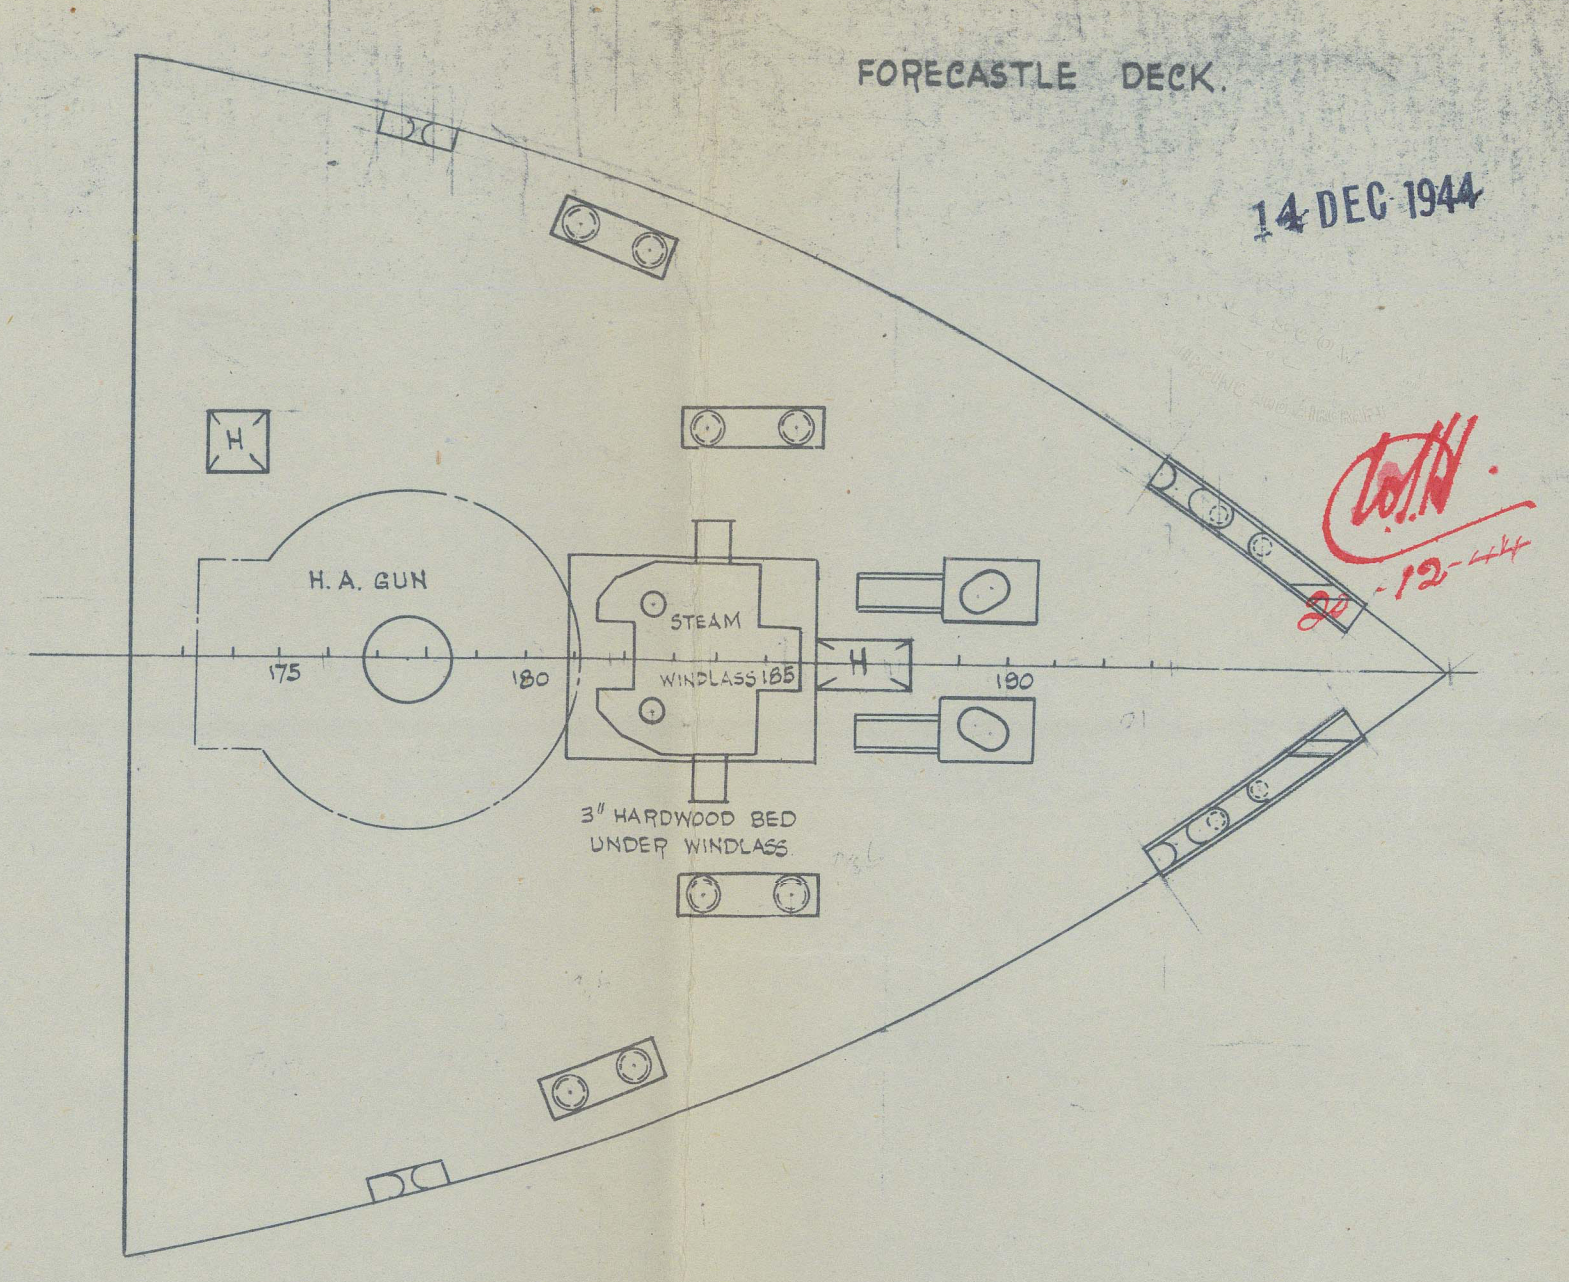 FORECASTLE DECK.
14 DEC 1944
H
H. A. GUN
STEAM
175
180
WINDLASS 185
H
190
3" HARDWOOD BED
UNDER WINDLASS
-12-44